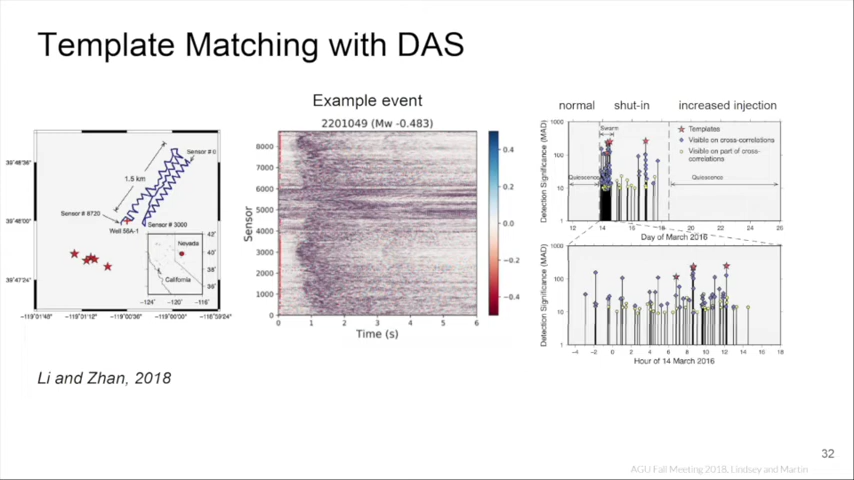 Template Matching with DAS
39°48'36"
39°48'00"
39°47'24"
1.5 km
Sensor # 8720
Well 56A-1
Sensor # 3000
Nevada
California
42°
40°
38°
36°
-124° -120° -116°
-119°01'48" -119°01'12" -119°00'36" -119°00'00"
Li and Zhan, 2018
Example event
2201049 (Mw -0.483)
Sensor
8000
7000
6000
5000
4000
3000
2000
1000
0
0 1 2 3 4 5 6
Time (s)
0.4
0.2
0.0
−0.2
−0.4
normal shut-in increased injection
Detection Significance (MAD)
1000
100
10
1
Swarm
Templates
Visible on cross-correlations
Visible on part of cross-
correlations
Quiescence
Quiescence
12 14 16 18 20 22 24 26
Day of March 2016
Detection Significance (MAD)
1000
100
10
1
-4 -2 0 2 4 6 8 10 12 14 16 18
Hour of 14 March 2016
32
AGU Fall Meeting 2018, Lindsey and Martin